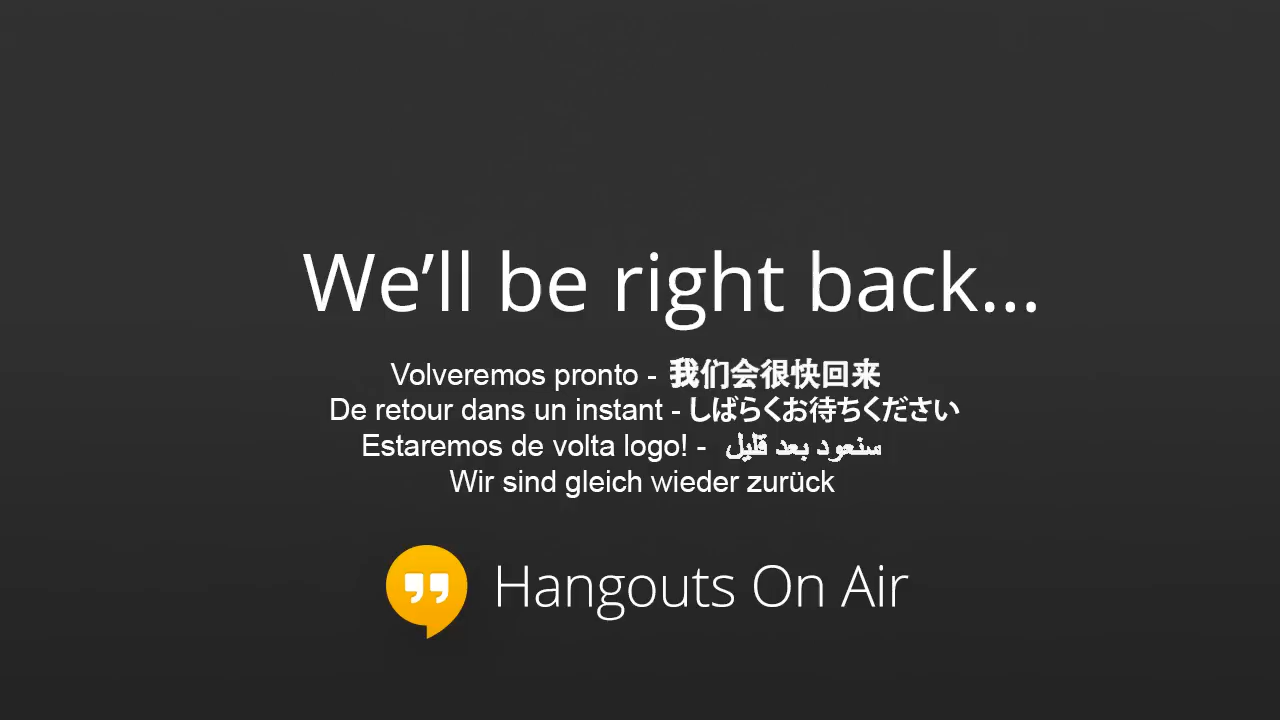 We’ll be right back...
Volveremos pronto - 我们会很快回来
De retour dans un instant - しばらくお待ちください
Estaremos de volta logo! - سنعود بعد قليل
Wir sind gleich wieder zurück
Hangouts On Air